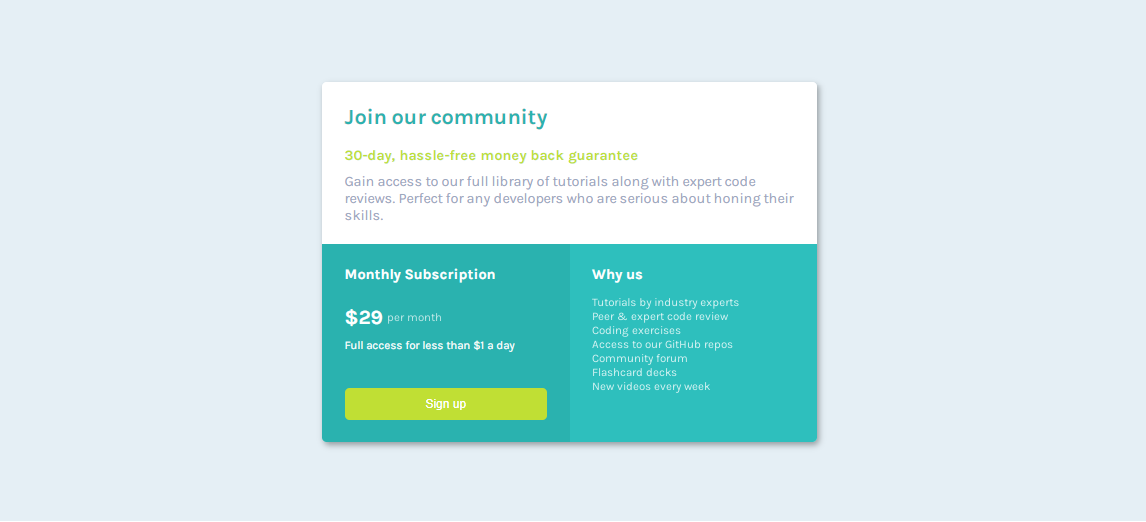 Join our community
30-day, hassle-free money back guarantee
Gain access to our full library of tutorials along with expert code
reviews. Perfect for any developers who are serious about honing their
skills.
Monthly Subscription
$29 per month
Full access for less than $1 a day
Sign up
Why us
Tutorials by industry experts
Peer & expert code review
Coding exercises
Access to our GitHub repos
Community forum
Flashcard decks
New videos every week